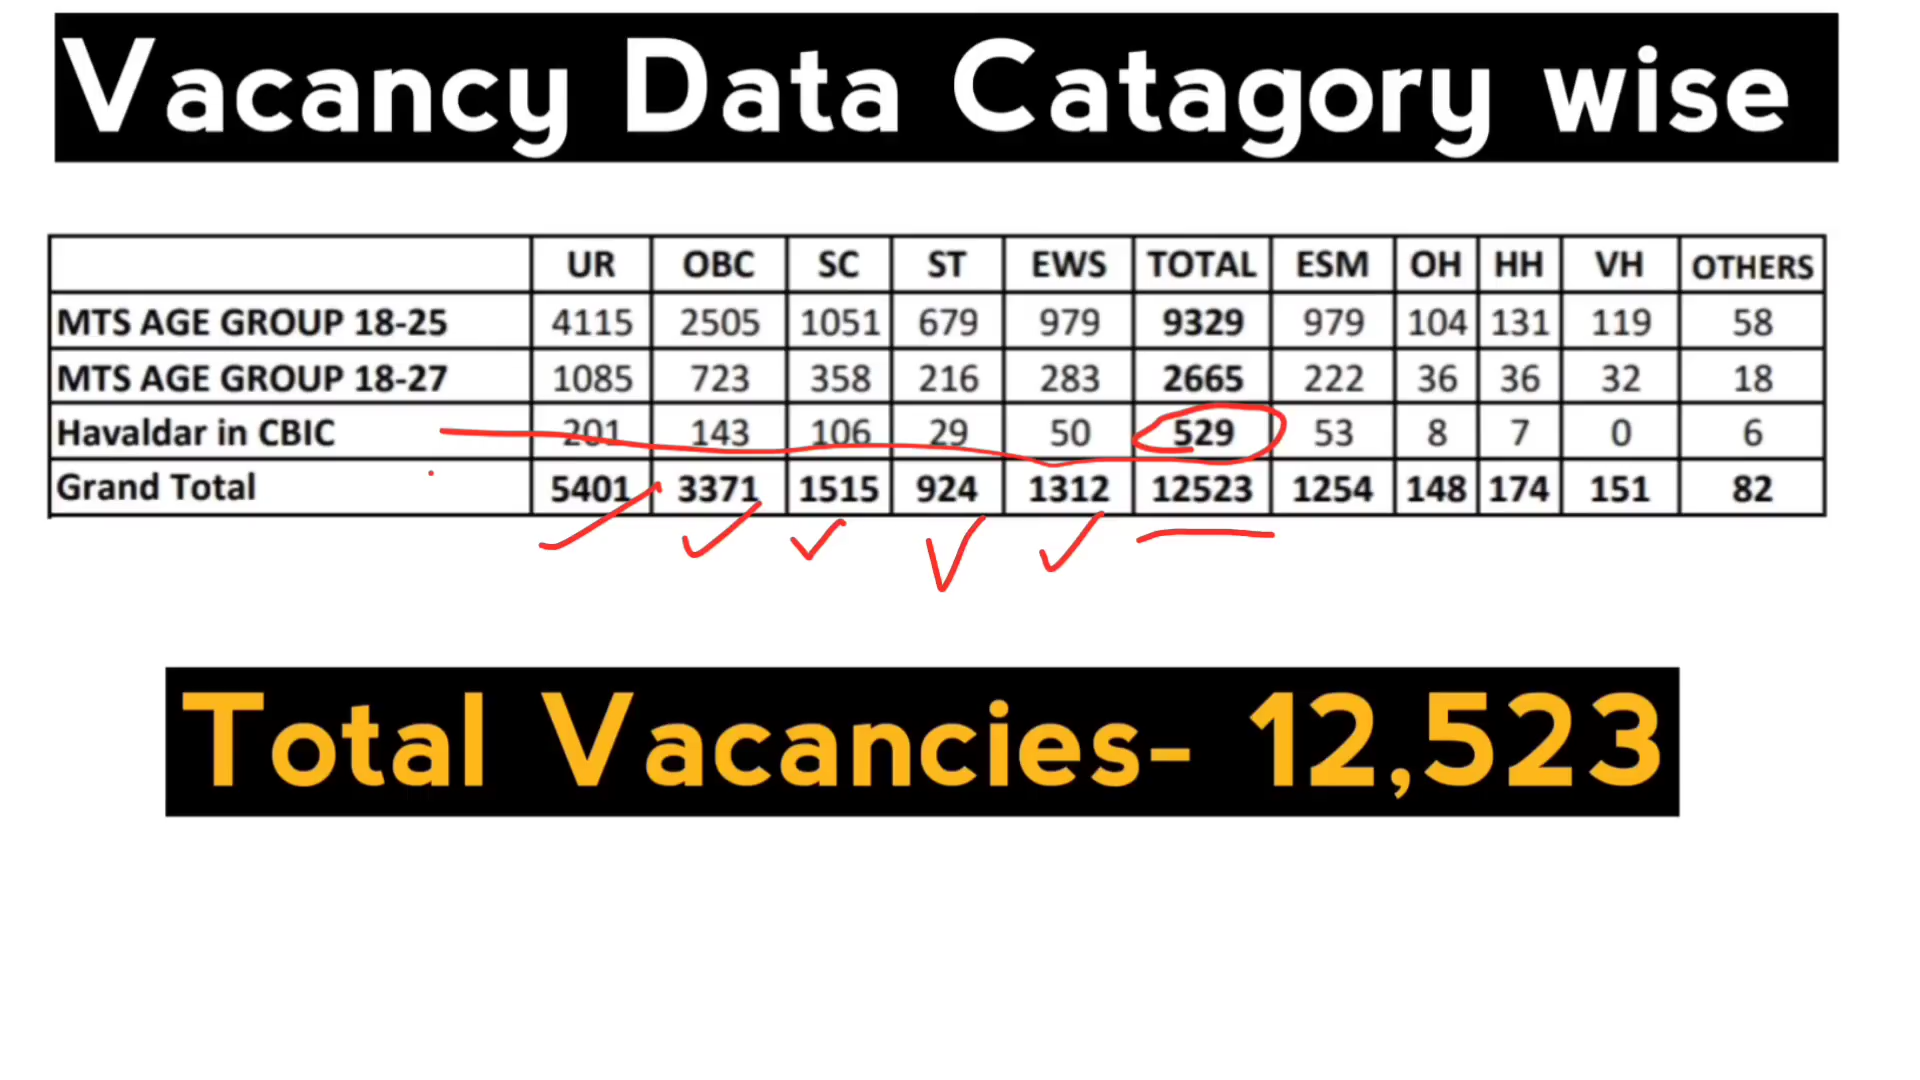 Vacancy Data Catagory wise
UR OBC SC ST EWS TOTAL ESM OH HH VH OTHERS
MTS AGE GROUP 18-25 4115 2505 1051 679 979 9329 979 104 131 119 58
MTS AGE GROUP 18-27 1085 723 358 216 283 2665 222 36 36 32 18
Havaldar in CBIC 201 143 106 29 50 529 53 8 7 0 6
Grand Total 5401 3371 1515 924 1312 12523 1254 148 174 151 82
Total Vacancies- 12,523